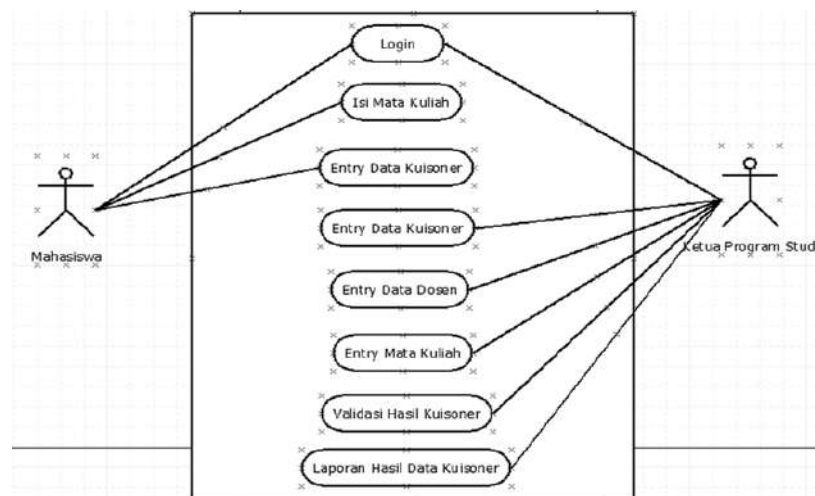 Login
Isi Mata Kuliah
Entry Data Kuisoner
Entry Data Kuisoner
Mahasiswa
Ketua Program Stud
Entry Data Dosen
Entry Mata Kuliah
Validasi Hasil Kuisoner
Laporan Hasil Data Kuisoner